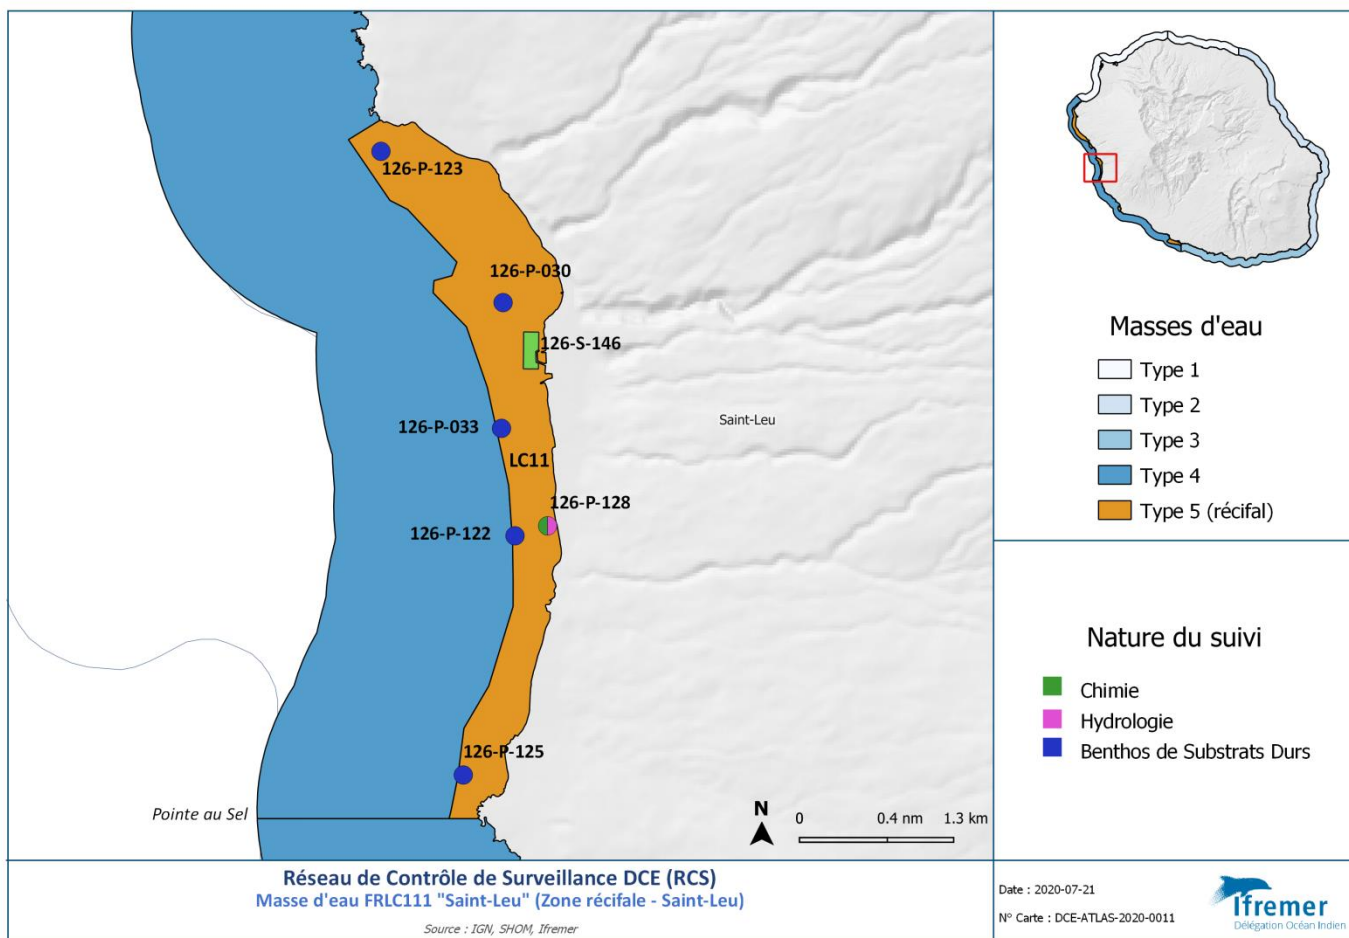 126-P-123
126-P-030
126-S-146
126-P-033
LC11
126-P-128
126-P-122
126-P-125
Saint-Leu
Pointe au Sel
N
0 0.4 nm 1.3 km
Masses d'eau
Type 1
Type 2
Type 3
Type 4
Type 5 (récifal)
Nature du suivi
Chimie
Hydrologie
Benthos de Substrats Durs
Réseau de Contrôle de Surveillance DCE (RCS)
Masse d'eau FRLC111 "Saint-Leu" (Zone récifale - Saint-Leu)
Source : IGN, SHOM, Ifremer
Date : 2020-07-21
N° Carte : DCE-ATLAS-2020-0011
Ifremer
Délégation Océan Indien